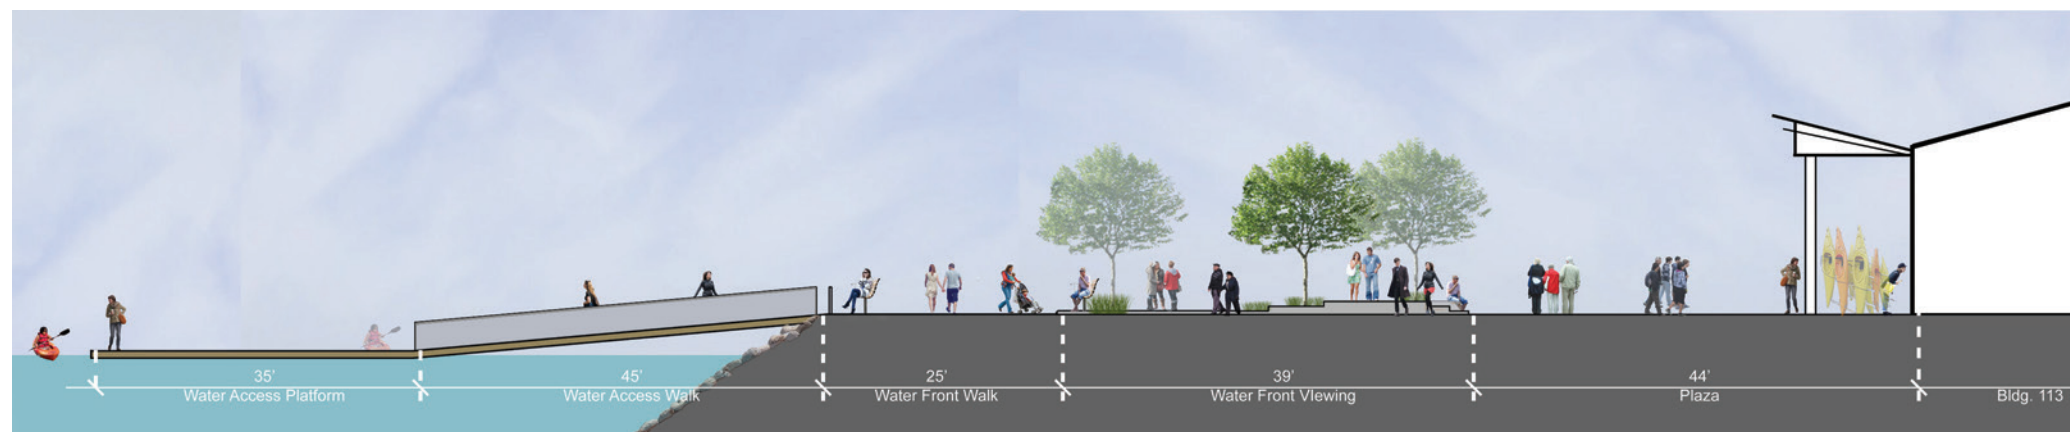 35'
Water Access Platform
45'
Water Access Walk
25'
Water Front Walk
39'
Water Front VIewing
44'
Plaza
Bldg. 113